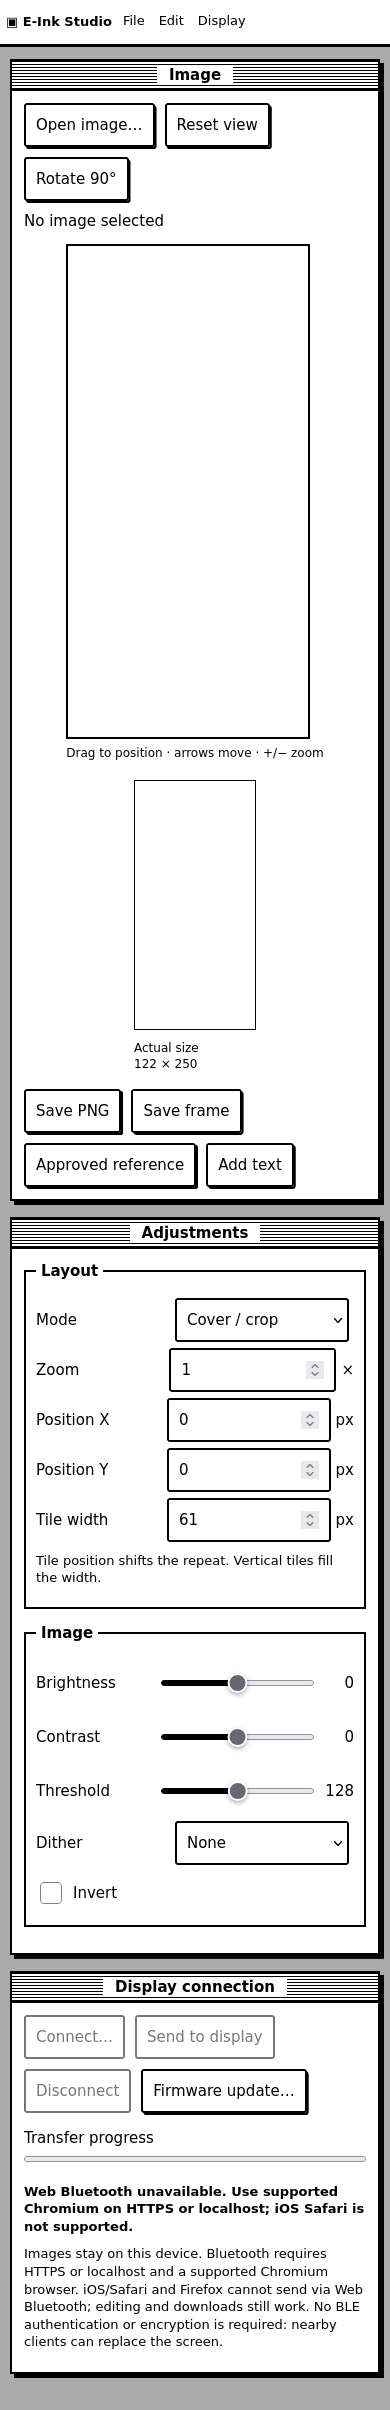 ▣ E-Ink Studio File Edit Display
Image
Open image… Reset view
Rotate 90°
No image selected
Drag to position · arrows move · +/− zoom
Actual size
122 × 250
Save PNG Save frame
Approved reference Add text
Adjustments
Layout
Mode Cover / crop
Zoom 1 ×
Position X 0 px
Position Y 0 px
Tile width 61 px
Tile position shifts the repeat. Vertical tiles fill
the width.
Image
Brightness 0
Contrast 0
Threshold 128
Dither None
Invert
Display connection
Connect… Send to display
Disconnect Firmware update…
Transfer progress
Web Bluetooth unavailable. Use supported
Chromium on HTTPS or localhost; iOS Safari is
not supported.
Images stay on this device. Bluetooth requires
HTTPS or localhost and a supported Chromium
browser. iOS/Safari and Firefox cannot send via Web
Bluetooth; editing and downloads still work. No BLE
authentication or encryption is required: nearby
clients can replace the screen.